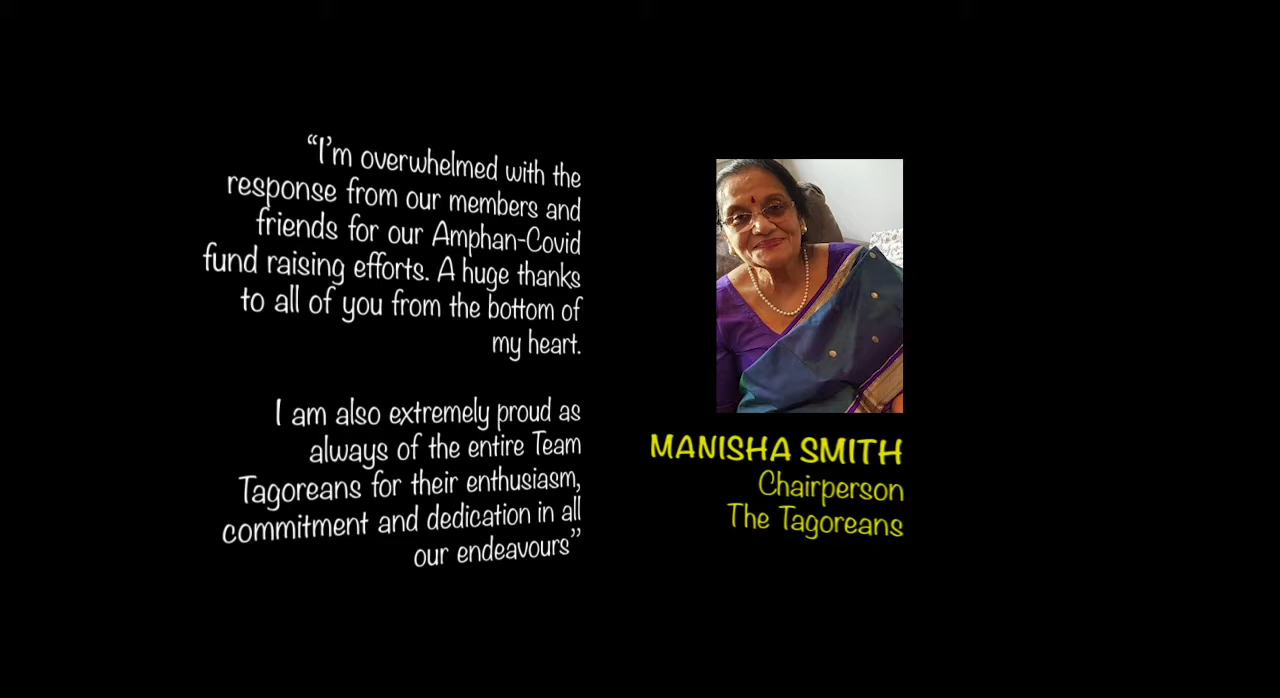 “I’m overwhelmed with the
response from our members and
friends for our Amphan-Covid
fund raising efforts. A huge thanks
to all of you from the bottom of
my heart.
I am also extremely proud as
always of the entire Team
Tagoreans for their enthusiasm,
commitment and dedication in all
our endeavours”
MANISHA SMITH
Chairperson
The Tagoreans